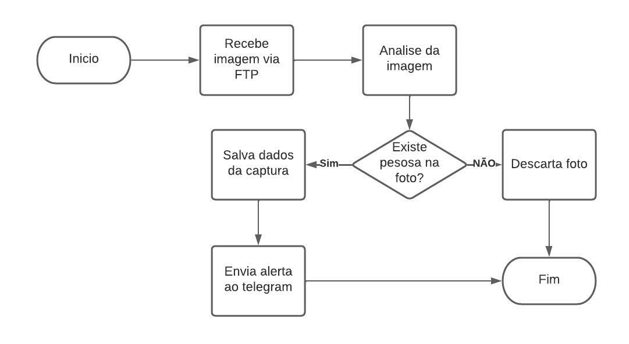 Inicio
Recebe
imagem via
FTP
Analise da
imagem
Existe
pesosa na
foto?
Sim
NÃO
Salva dados
da captura
Descarta foto
Envia alerta
ao telegram
Fim